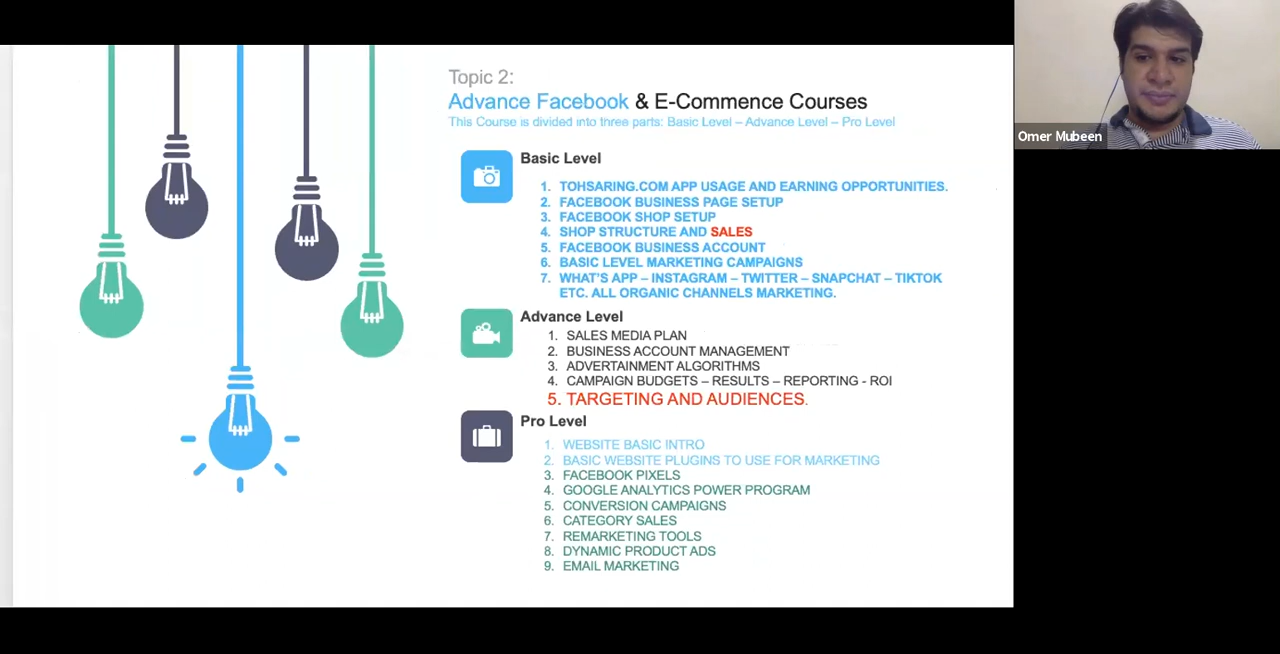 Topic 2:
Advance Facebook & E-Commence Courses
This Course is divided into three parts: Basic Level – Advance Level – Pro Level
Omer Mubeen
Basic Level
1. TOHSARING.COM APP USAGE AND EARNING OPPORTUNITIES.
2. FACEBOOK BUSINESS PAGE SETUP
3. FACEBOOK SHOP SETUP
4. SHOP STRUCTURE AND SALES
5. FACEBOOK BUSINESS ACCOUNT
6. BASIC LEVEL MARKETING CAMPAIGNS
7. WHAT'S APP – INSTAGRAM – TWITTER – SNAPCHAT – TIKTOK
ETC. ALL ORGANIC CHANNELS MARKETING.
Advance Level
1. SALES MEDIA PLAN
2. BUSINESS ACCOUNT MANAGEMENT
3. ADVERTAINMENT ALGORITHMS
4. CAMPAIGN BUDGETS – RESULTS – REPORTING - ROI
5. TARGETING AND AUDIENCES.
Pro Level
1. WEBSITE BASIC INTRO
2. BASIC WEBSITE PLUGINS TO USE FOR MARKETING
3. FACEBOOK PIXELS
4. GOOGLE ANALYTICS POWER PROGRAM
5. CONVERSION CAMPAIGNS
6. CATEGORY SALES
7. REMARKETING TOOLS
8. DYNAMIC PRODUCT ADS
9. EMAIL MARKETING